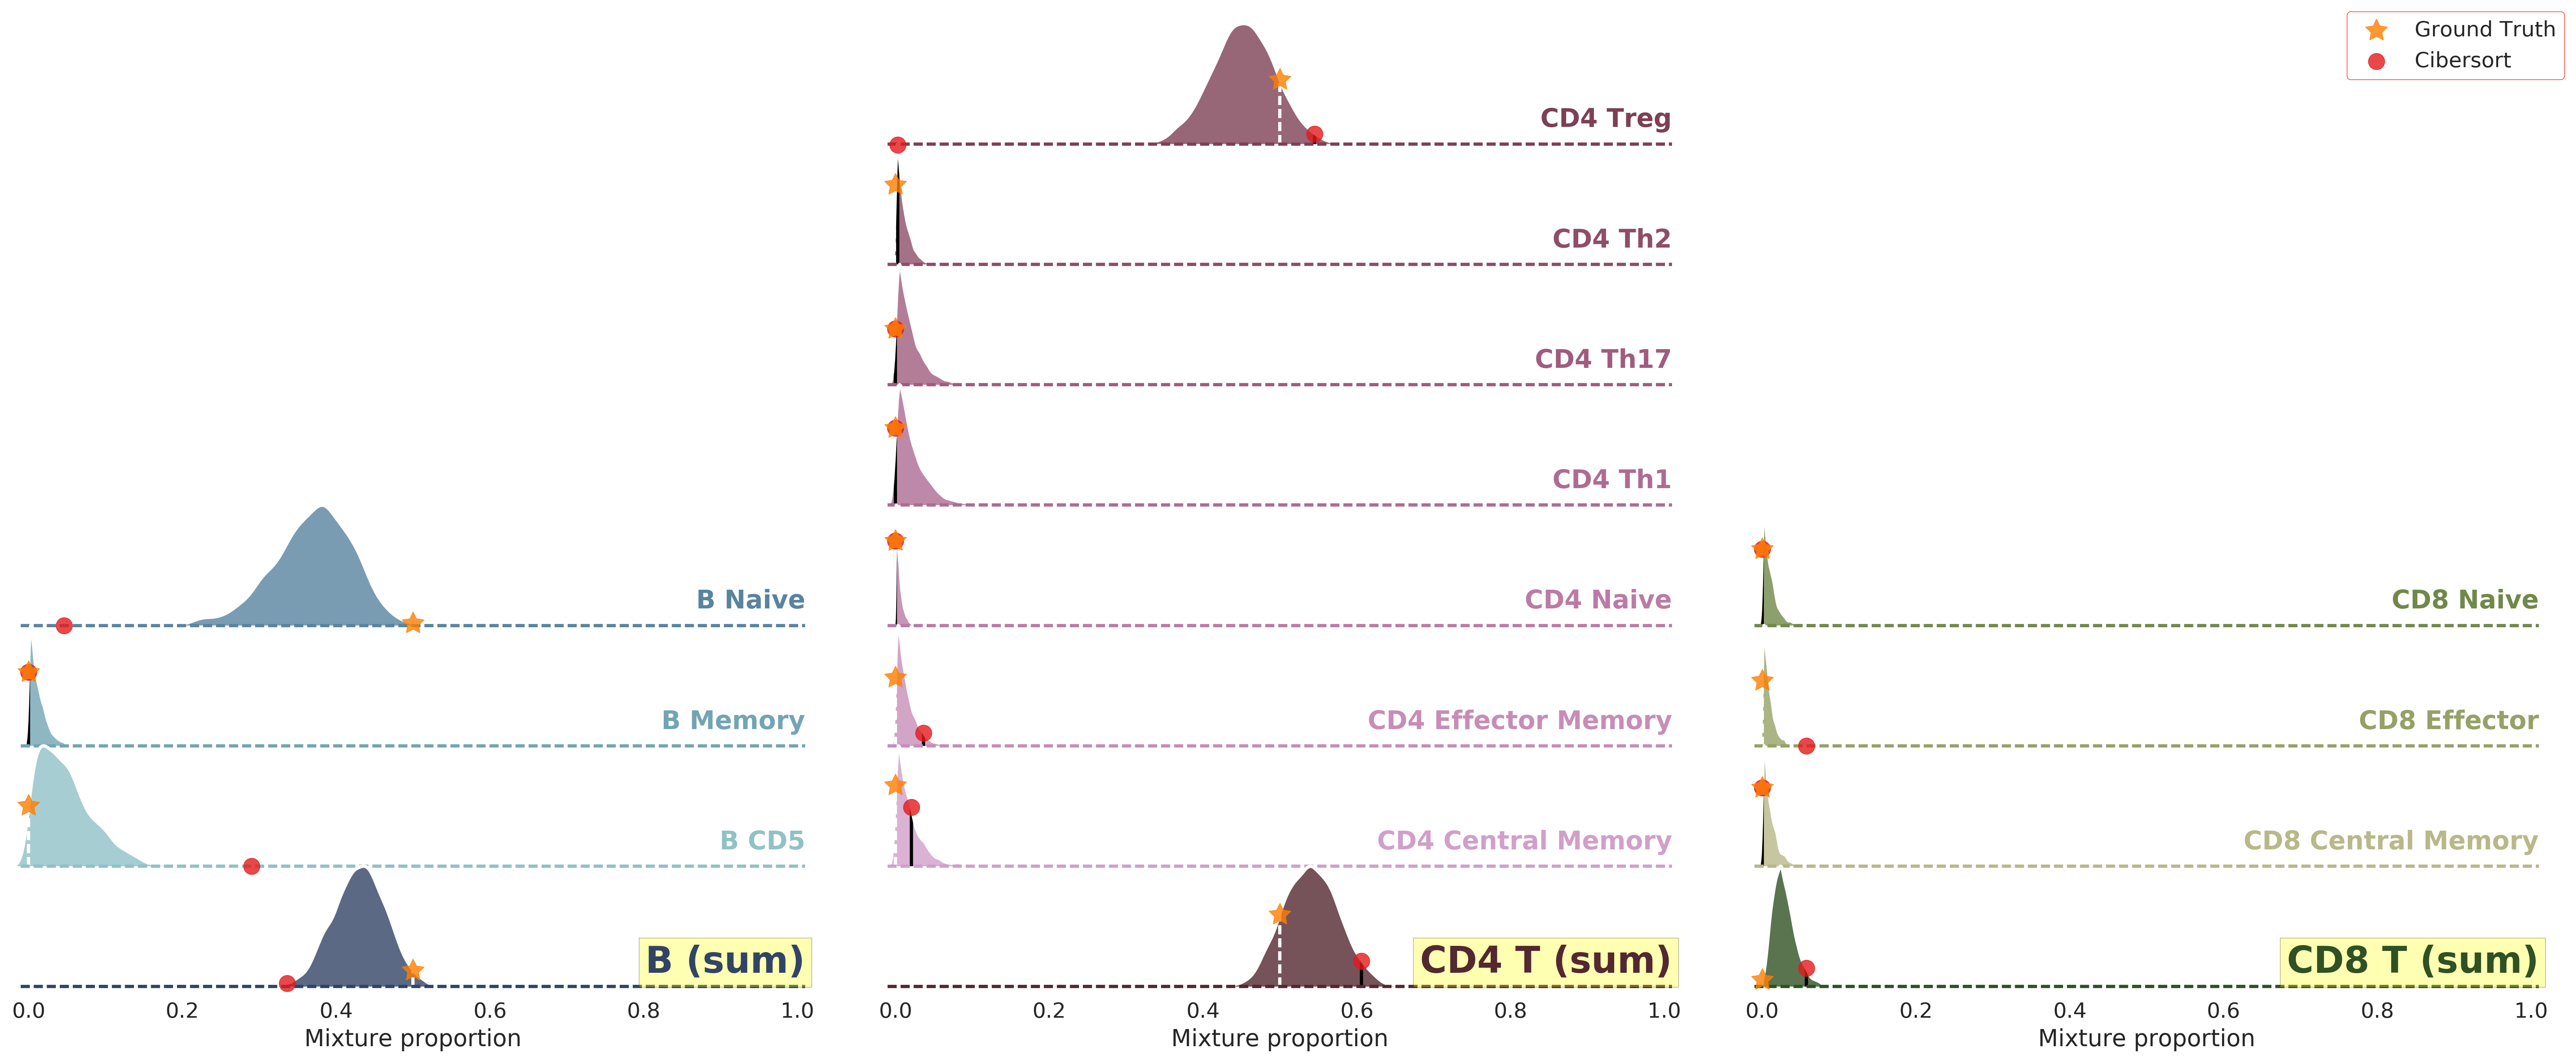 Ground Truth
Cibersort
B Naive
B Memory
B CD5
B (sum)
0.0 0.2 0.4 0.6 0.8 1.0
Mixture proportion
CD4 Treg
CD4 Th2
CD4 Th17
CD4 Th1
CD4 Naive
CD4 Effector Memory
CD4 Central Memory
CD4 T (sum)
0.0 0.2 0.4 0.6 0.8 1.0
Mixture proportion
CD8 Naive
CD8 Effector
CD8 Central Memory
CD8 T (sum)
0.0 0.2 0.4 0.6 0.8 1.0
Mixture proportion